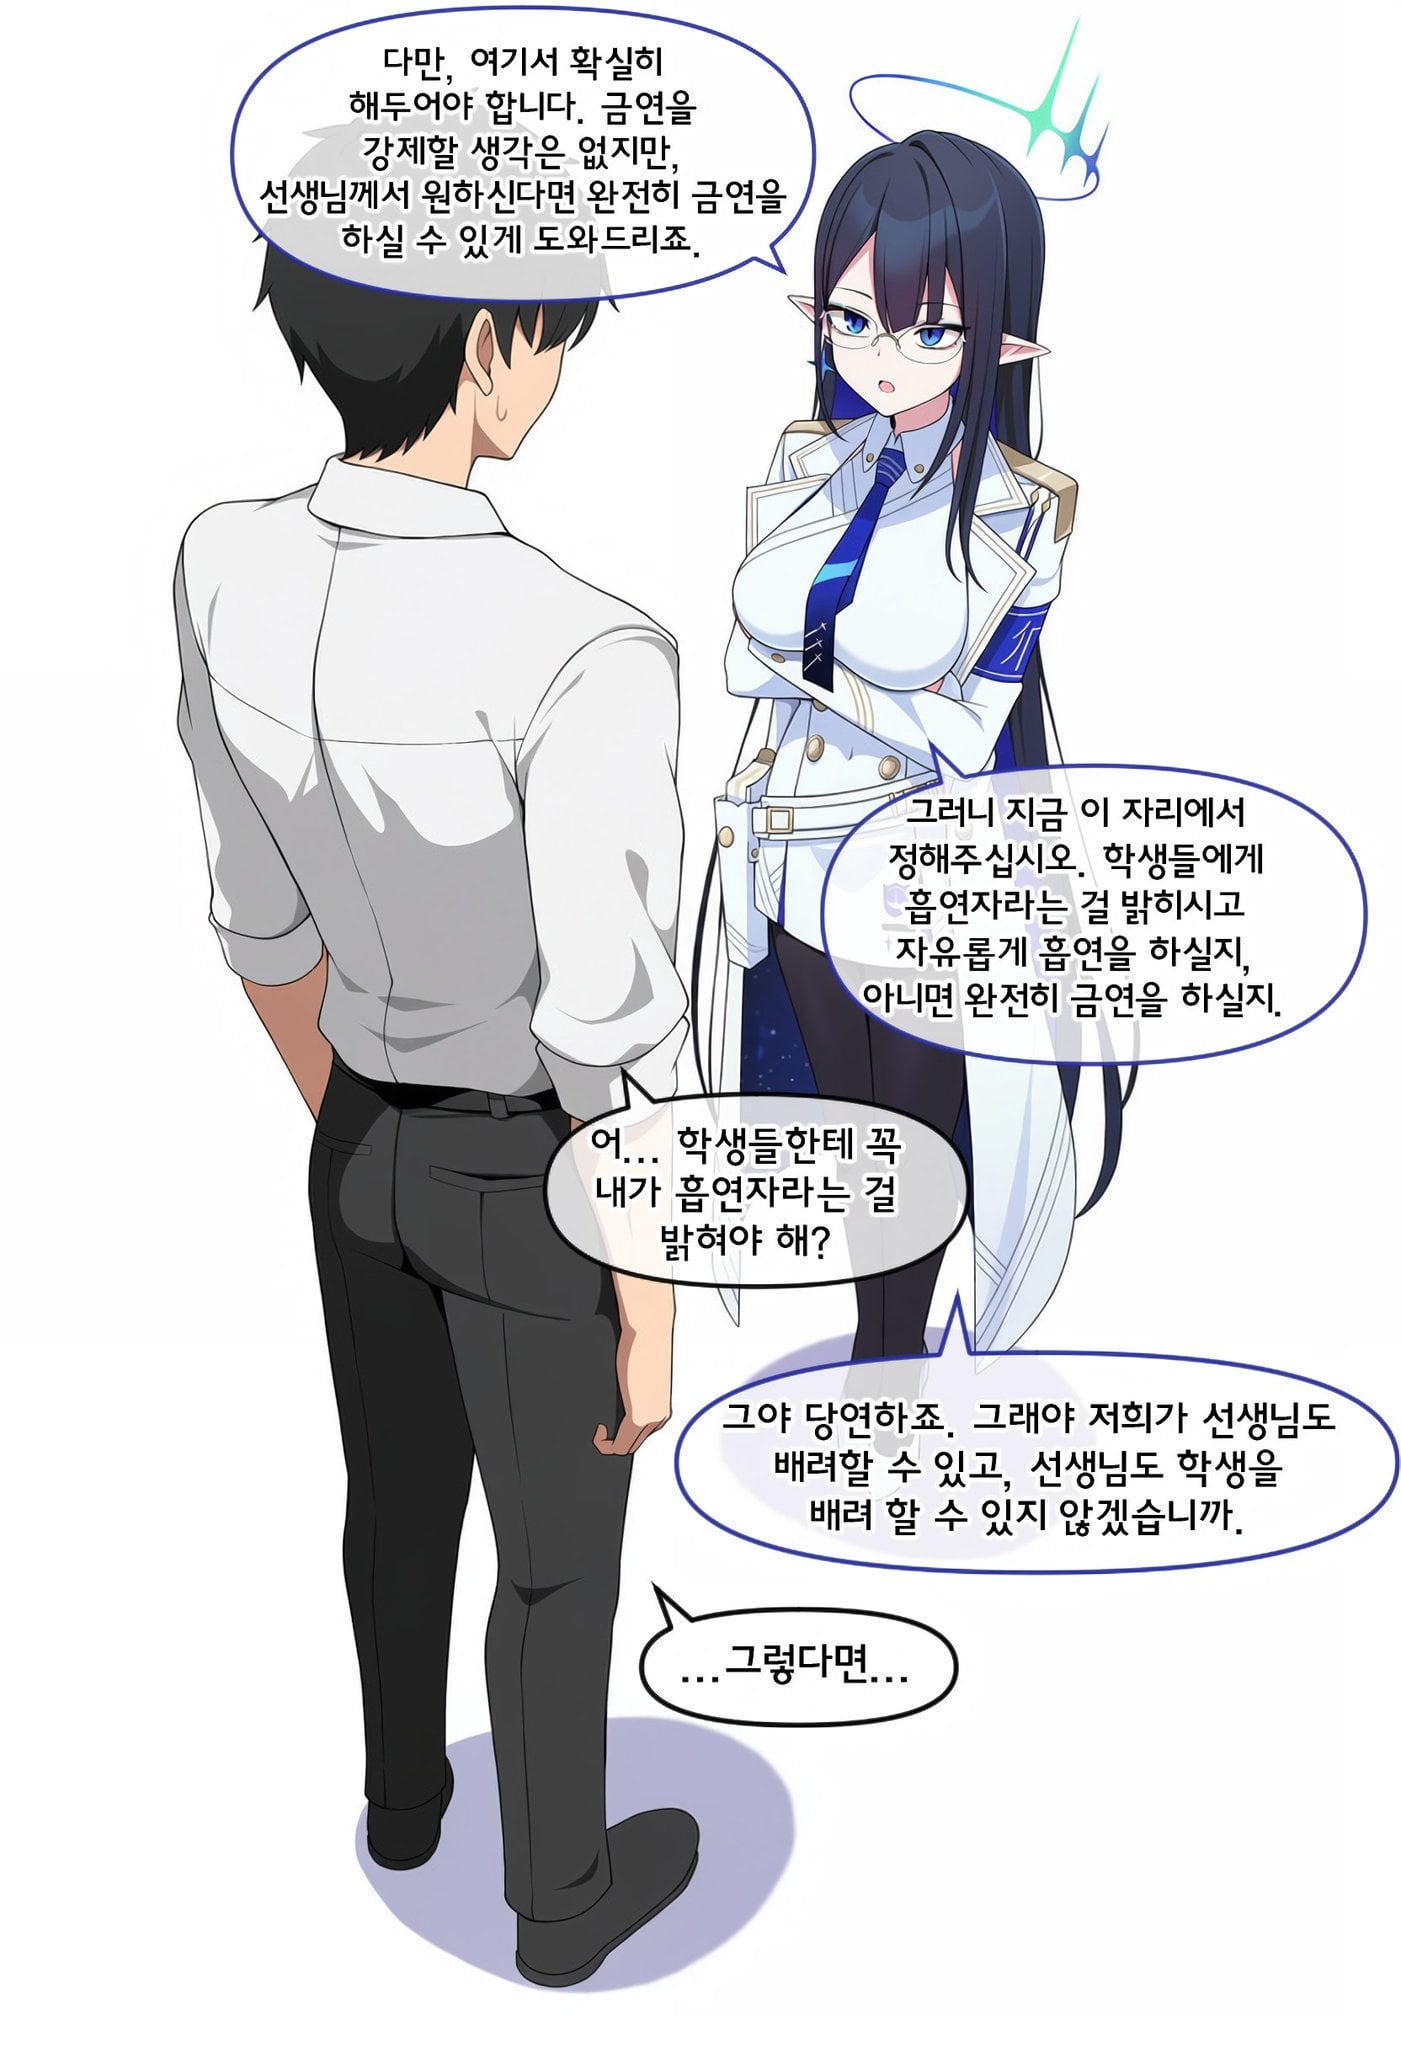 다만, 여기서 확실히
해두어야 합니다. 금연을
강제할 생각은 없지만,
선생님께서 원하신다면 완전히 금연을
하실 수 있게 도와드리죠.
그러니 지금 이 자리에서
정해주십시오. 학생들에게
흡연자라는 걸 밝히시고
자유롭게 흡연을 하실지,
아니면 완전히 금연을 하실지.
어... 학생들한테 꼭
내가 흡연자라는 걸
밝혀야 해?
그야 당연하죠. 그래야 저희가 선생님도
배려할 수 있고, 선생님도 학생을
배려 할 수 있지 않겠습니까.
...그렇다면...